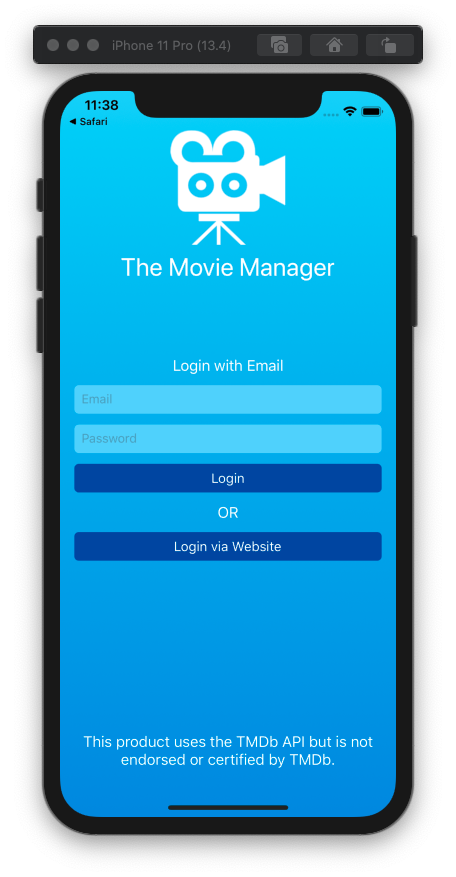 iPhone 11 Pro (13.4)
11:38
◀ Safari
The Movie Manager
Login with Email
Email
Password
Login
OR
Login via Website
This product uses the TMDb API but is not
endorsed or certified by TMDb.